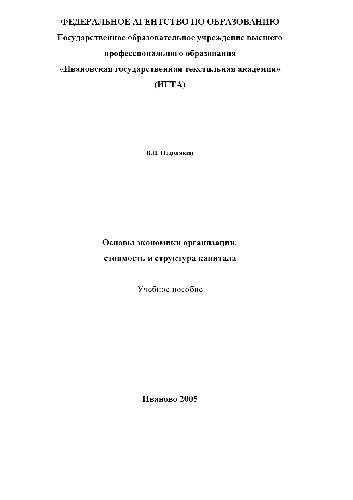 ФЕДЕРАЛЬНОЕ АГЕНТСТВО ПО ОБРАЗОВАНИЮ
Государственное образовательное учреждение высшего
профессионального образования
«Ивановская государственная текстильная академия»
(ИГТА)
Основы экономики организации:
стоимость и структура капитала
Учебное пособие
Иваново 2005